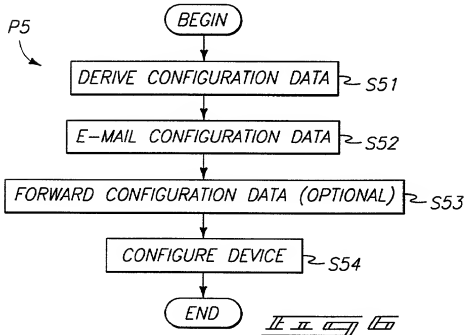 P5
BEGIN
DERIVE CONFIGURATION DATA S51
E-MAIL CONFIGURATION DATA S52
FORWARD CONFIGURATION DATA (OPTIONAL) S53
CONFIGURE DEVICE S54
END